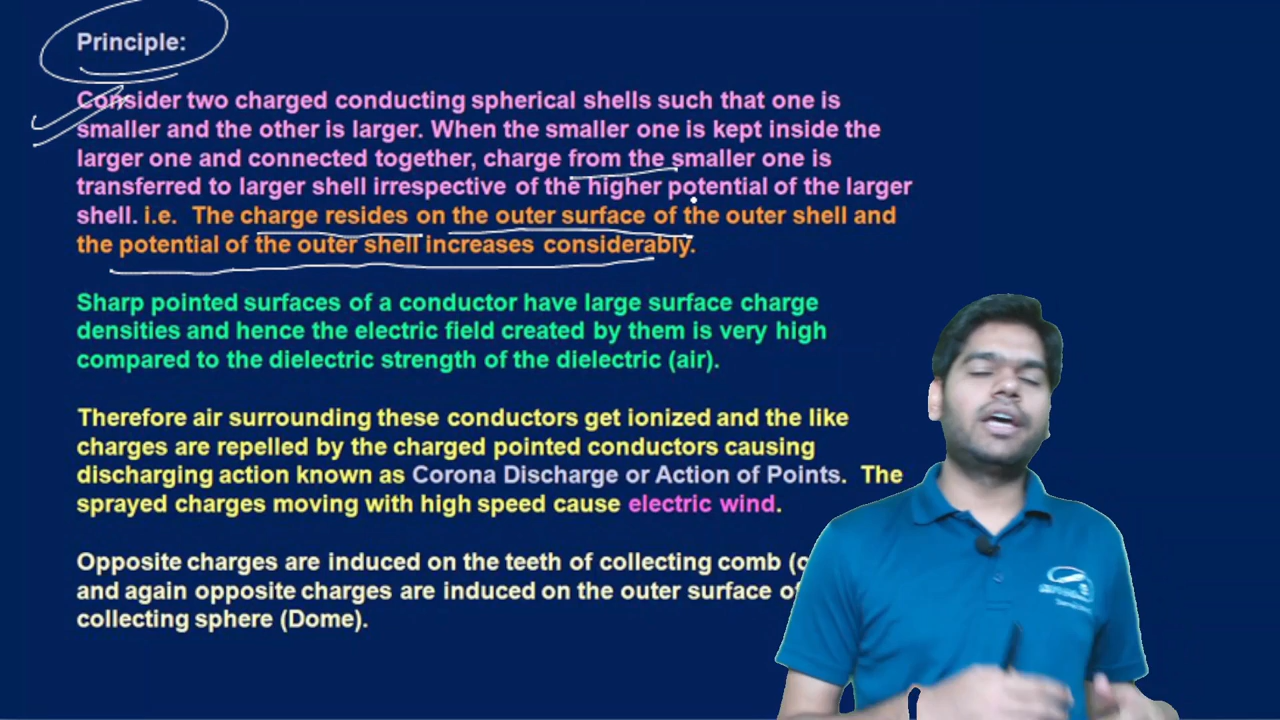 Principle:
Consider two charged conducting spherical shells such that one is
smaller and the other is larger. When the smaller one is kept inside the
larger one and connected together, charge from the smaller one is
transferred to larger shell irrespective of the higher potential of the larger
shell. i.e. The charge resides on the outer surface of the outer shell and
the potential of the outer shell increases considerably.
Sharp pointed surfaces of a conductor have large surface charge
densities and hence the electric field created by them is very high
compared to the dielectric strength of the dielectric (air).
Therefore air surrounding these conductors get ionized and the like
charges are repelled by the charged pointed conductors causing
discharging action known as Corona Discharge or Action of Points. The
sprayed charges moving with high speed cause electric wind.
Opposite charges are induced on the teeth of collecting comb
and again opposite charges are induced on the outer surface of
collecting sphere (Dome).